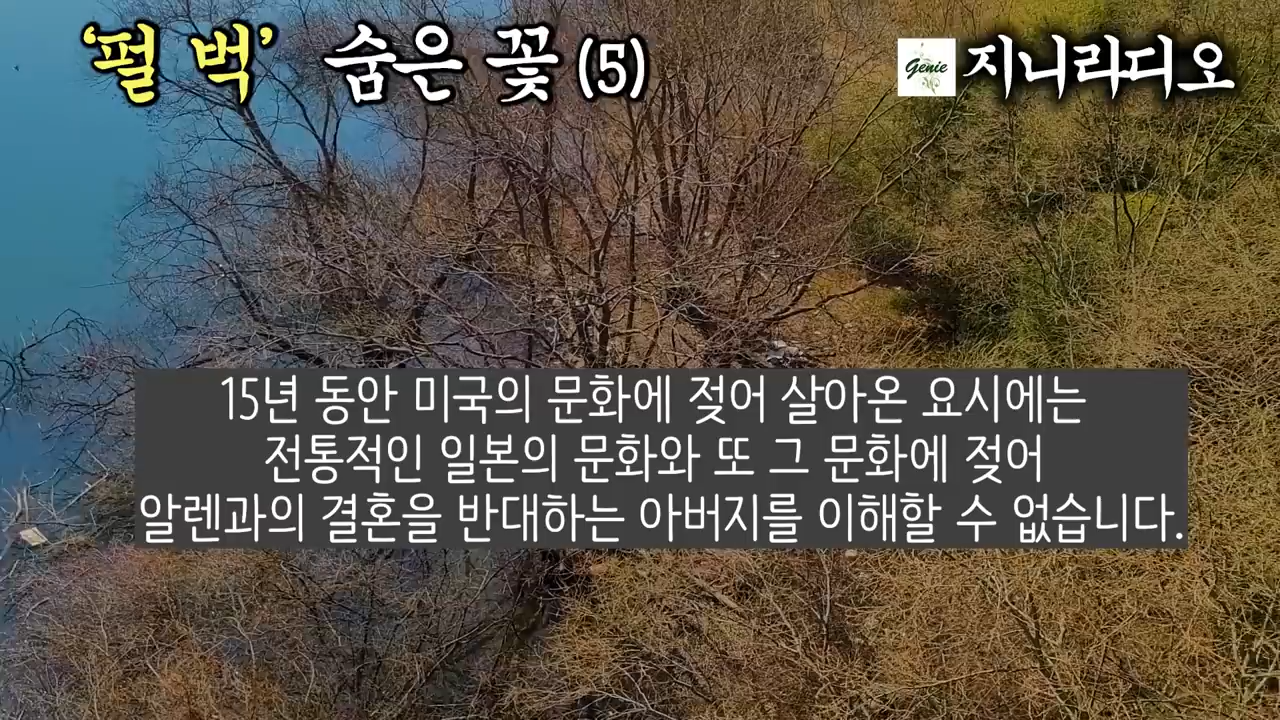 ‘펄 벅’ 숨은 꽃 (5)
Genie 지니라디오
15년 동안 미국의 문화에 젖어 살아온 요시에는
전통적인 일본의 문화와 또 그 문화에 젖어
알렌과의 결혼을 반대하는 아버지를 이해할 수 없습니다.